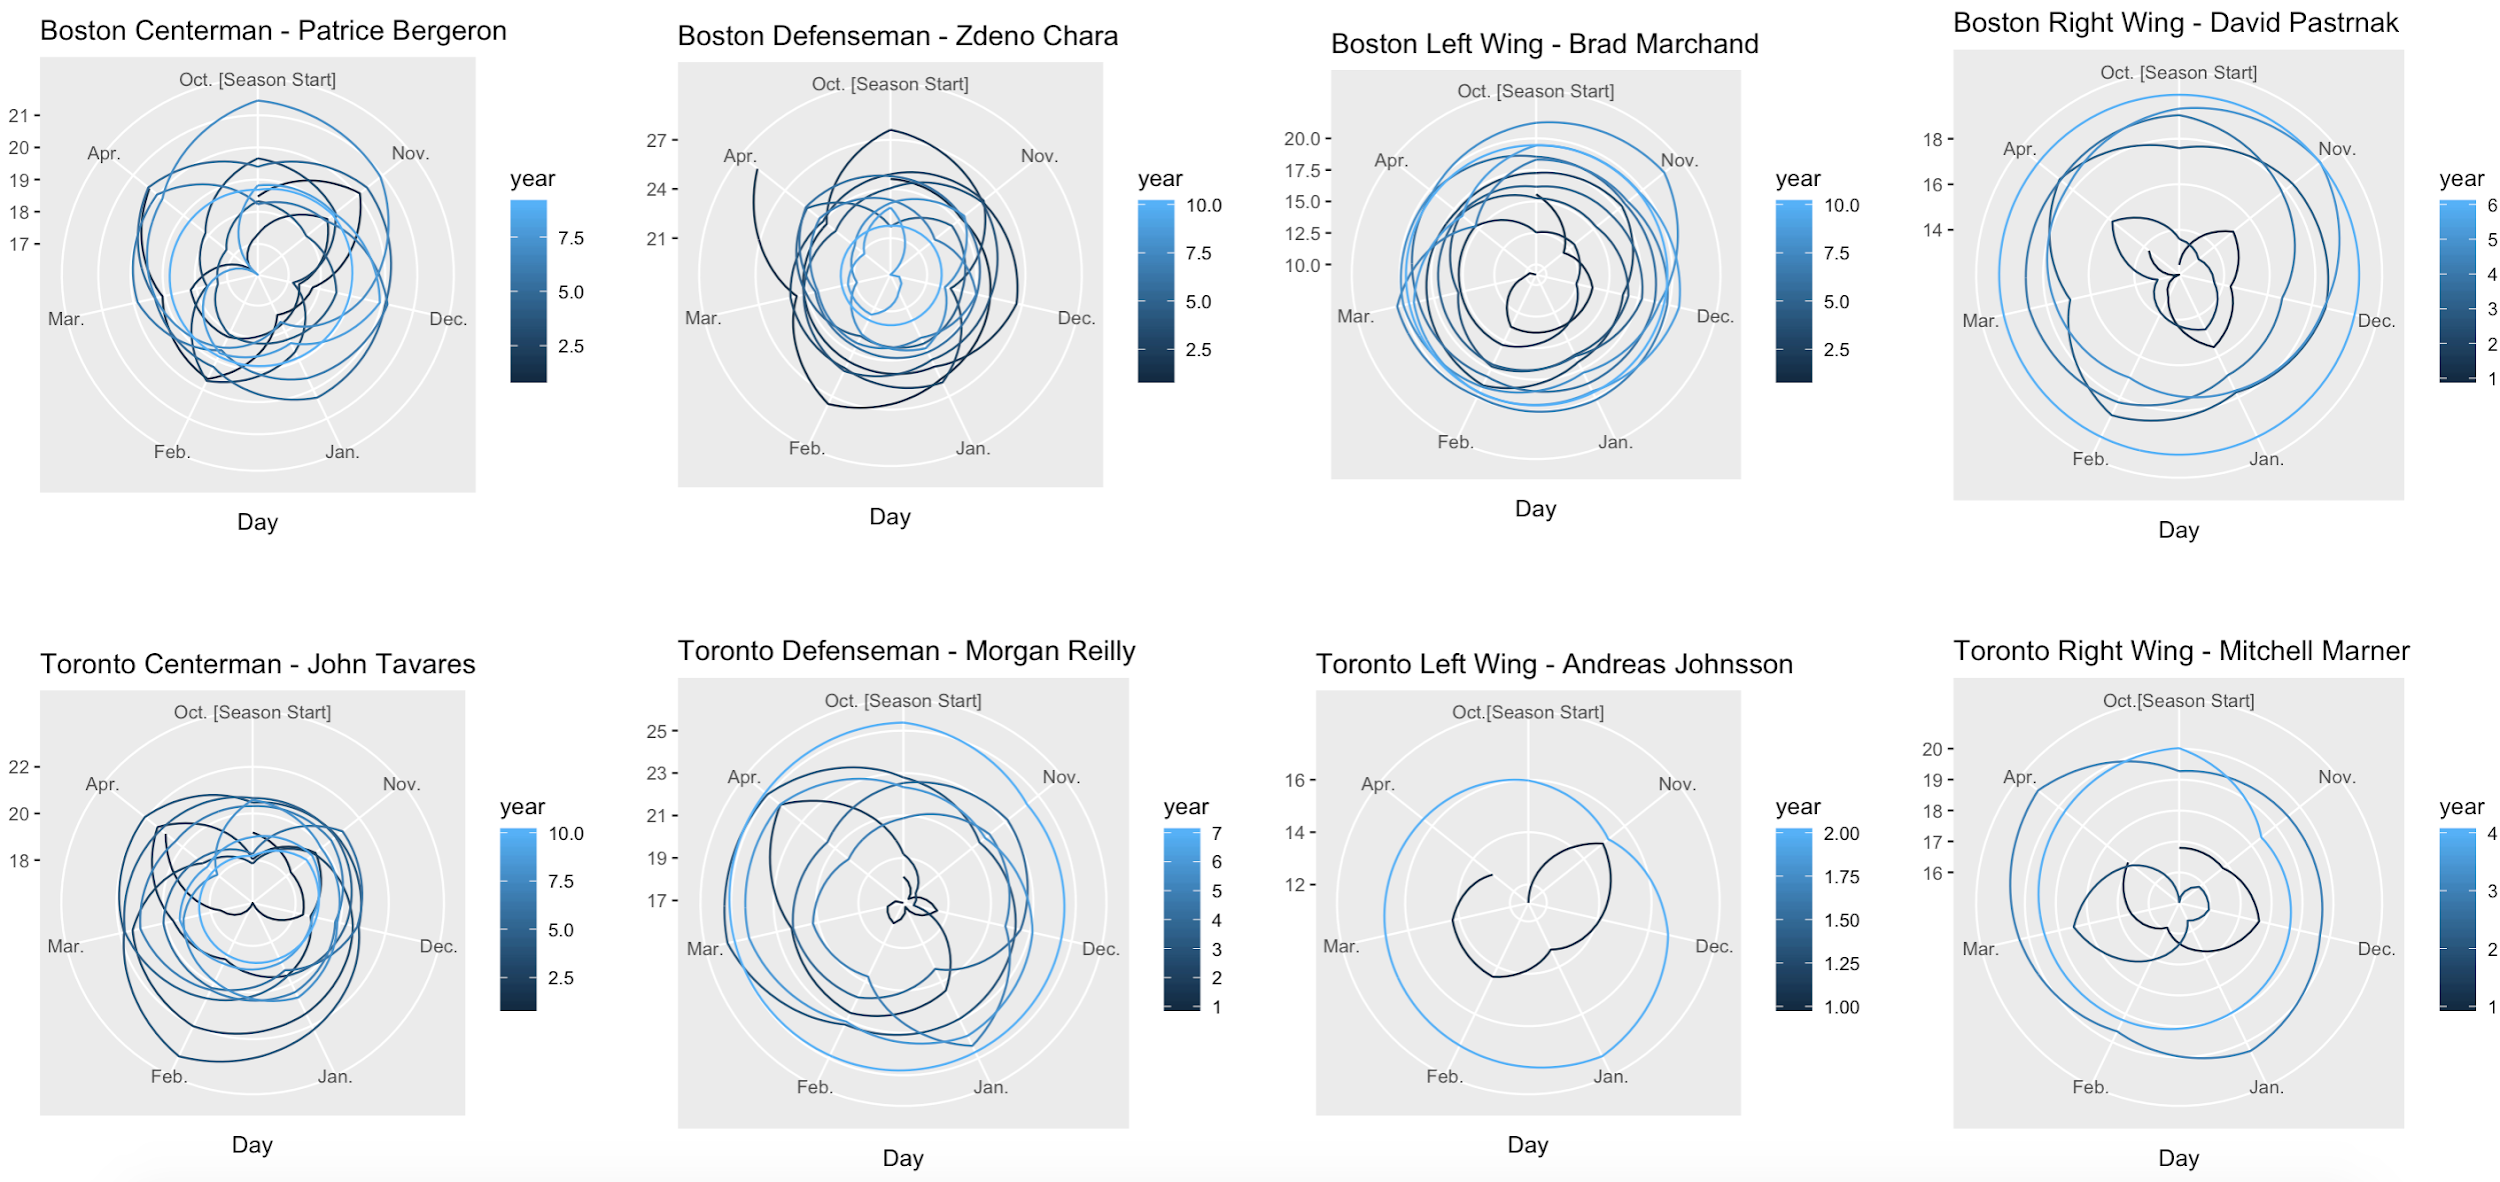 Boston Centerman - Patrice Bergeron
Oct. [Season Start]
21
20
19
18
17
Apr.
Nov.
Mar.
Dec.
Feb.
Jan.
Day
year
7.5
5.0
2.5
Boston Defenseman - Zdeno Chara
Oct. [Season Start]
27
24
21
Apr.
Nov.
Mar.
Dec.
Feb.
Jan.
Day
year
10.0
7.5
5.0
2.5
Boston Left Wing - Brad Marchand
Oct. [Season Start]
20.0
17.5
15.0
12.5
10.0
Apr.
Nov.
Mar.
Dec.
Feb.
Jan.
Day
year
10.0
7.5
5.0
2.5
Boston Right Wing - David Pastrnak
Oct. [Season Start]
18
16
14
Apr.
Nov.
Mar.
Dec.
Feb.
Jan.
Day
year
6
5
4
3
2
1
Toronto Centerman - John Tavares
Oct. [Season Start]
22
20
18
Apr.
Nov.
Mar.
Dec.
Feb.
Jan.
Day
year
10.0
7.5
5.0
2.5
Toronto Defenseman - Morgan Reilly
Oct. [Season Start]
25
23
21
19
17
Apr.
Nov.
Mar.
Dec.
Feb.
Jan.
Day
year
7
6
5
4
3
2
1
Toronto Left Wing - Andreas Johnsson
Oct.[Season Start]
16
14
12
Apr.
Nov.
Mar.
Dec.
Feb.
Jan.
Day
year
2.00
1.75
1.50
1.25
1.00
Toronto Right Wing - Mitchell Marner
Oct.[Season Start]
20
19
18
17
16
Apr.
Nov.
Mar.
Dec.
Feb.
Jan.
Day
year
4
3
2
1